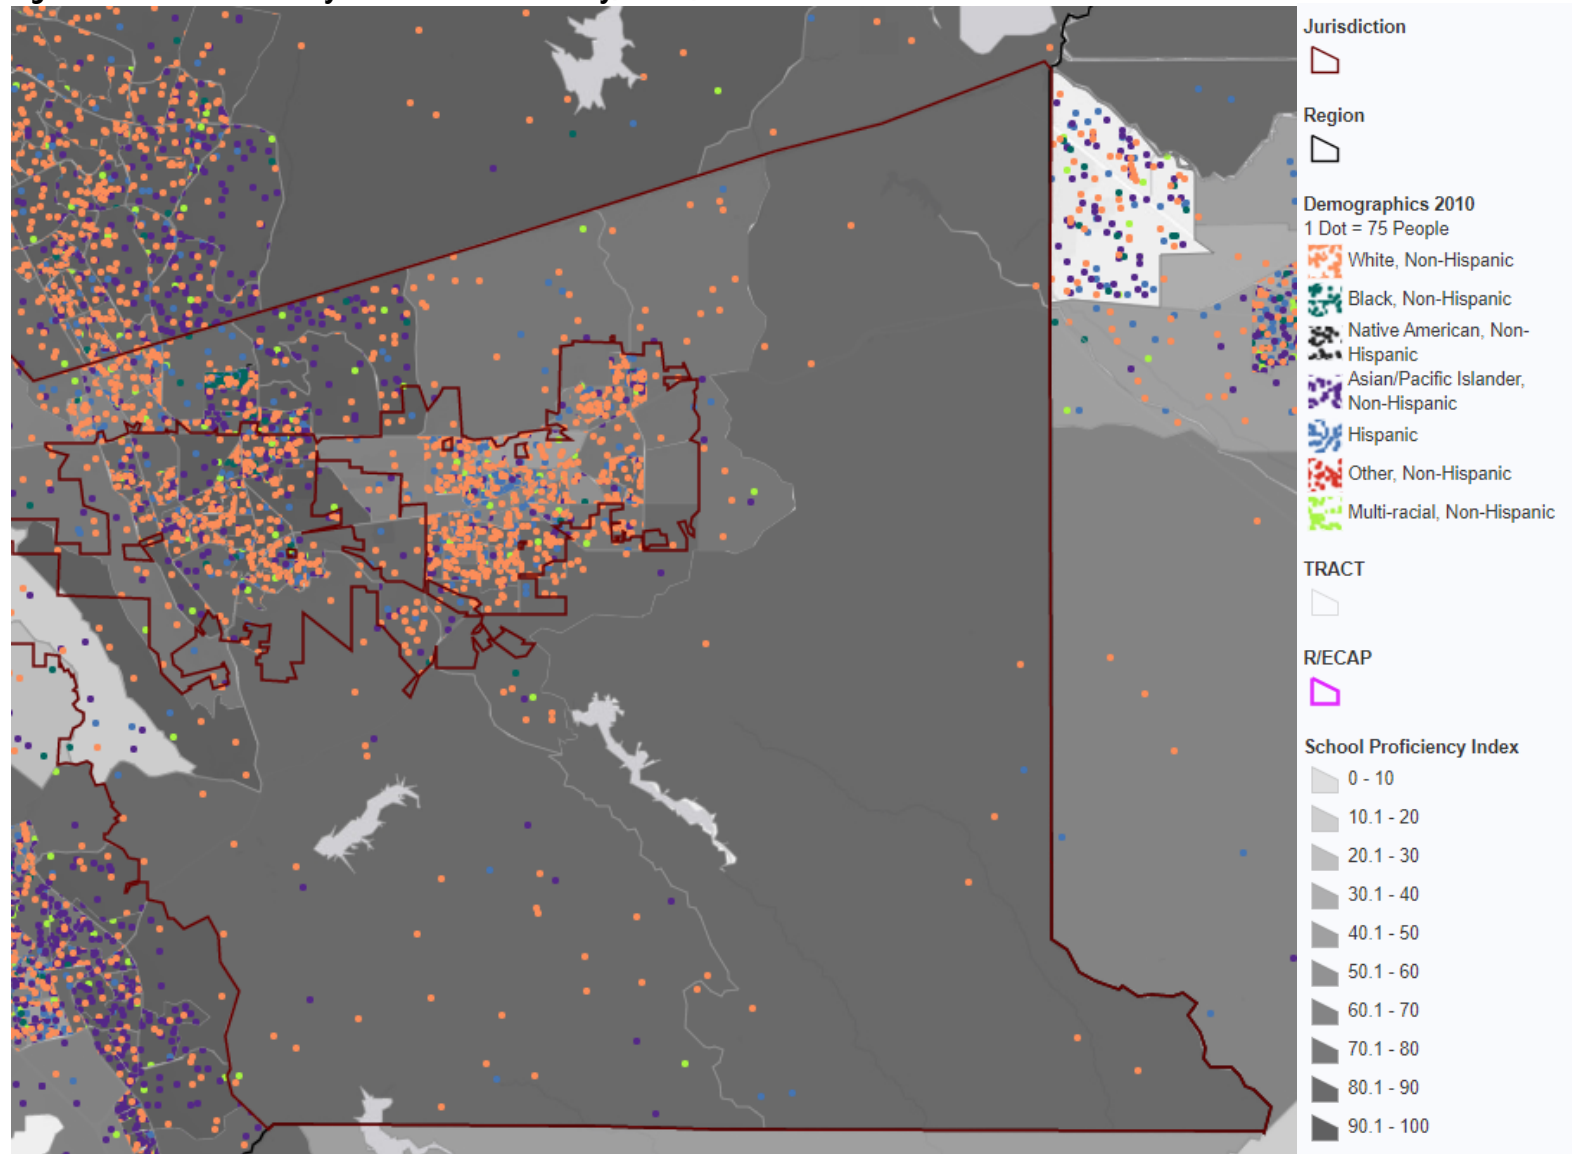 Jurisdiction
Region
Demographics 2010
1 Dot = 75 People
White, Non-Hispanic
Black, Non-Hispanic
Native American, Non-
Hispanic
Asian/Pacific Islander,
Non-Hispanic
Hispanic
Other, Non-Hispanic
Multi-racial, Non-Hispanic
TRACT
R/ECAP
School Proficiency Index
0 - 10
10.1 - 20
20.1 - 30
30.1 - 40
40.1 - 50
50.1 - 60
60.1 - 70
70.1 - 80
80.1 - 90
90.1 - 100